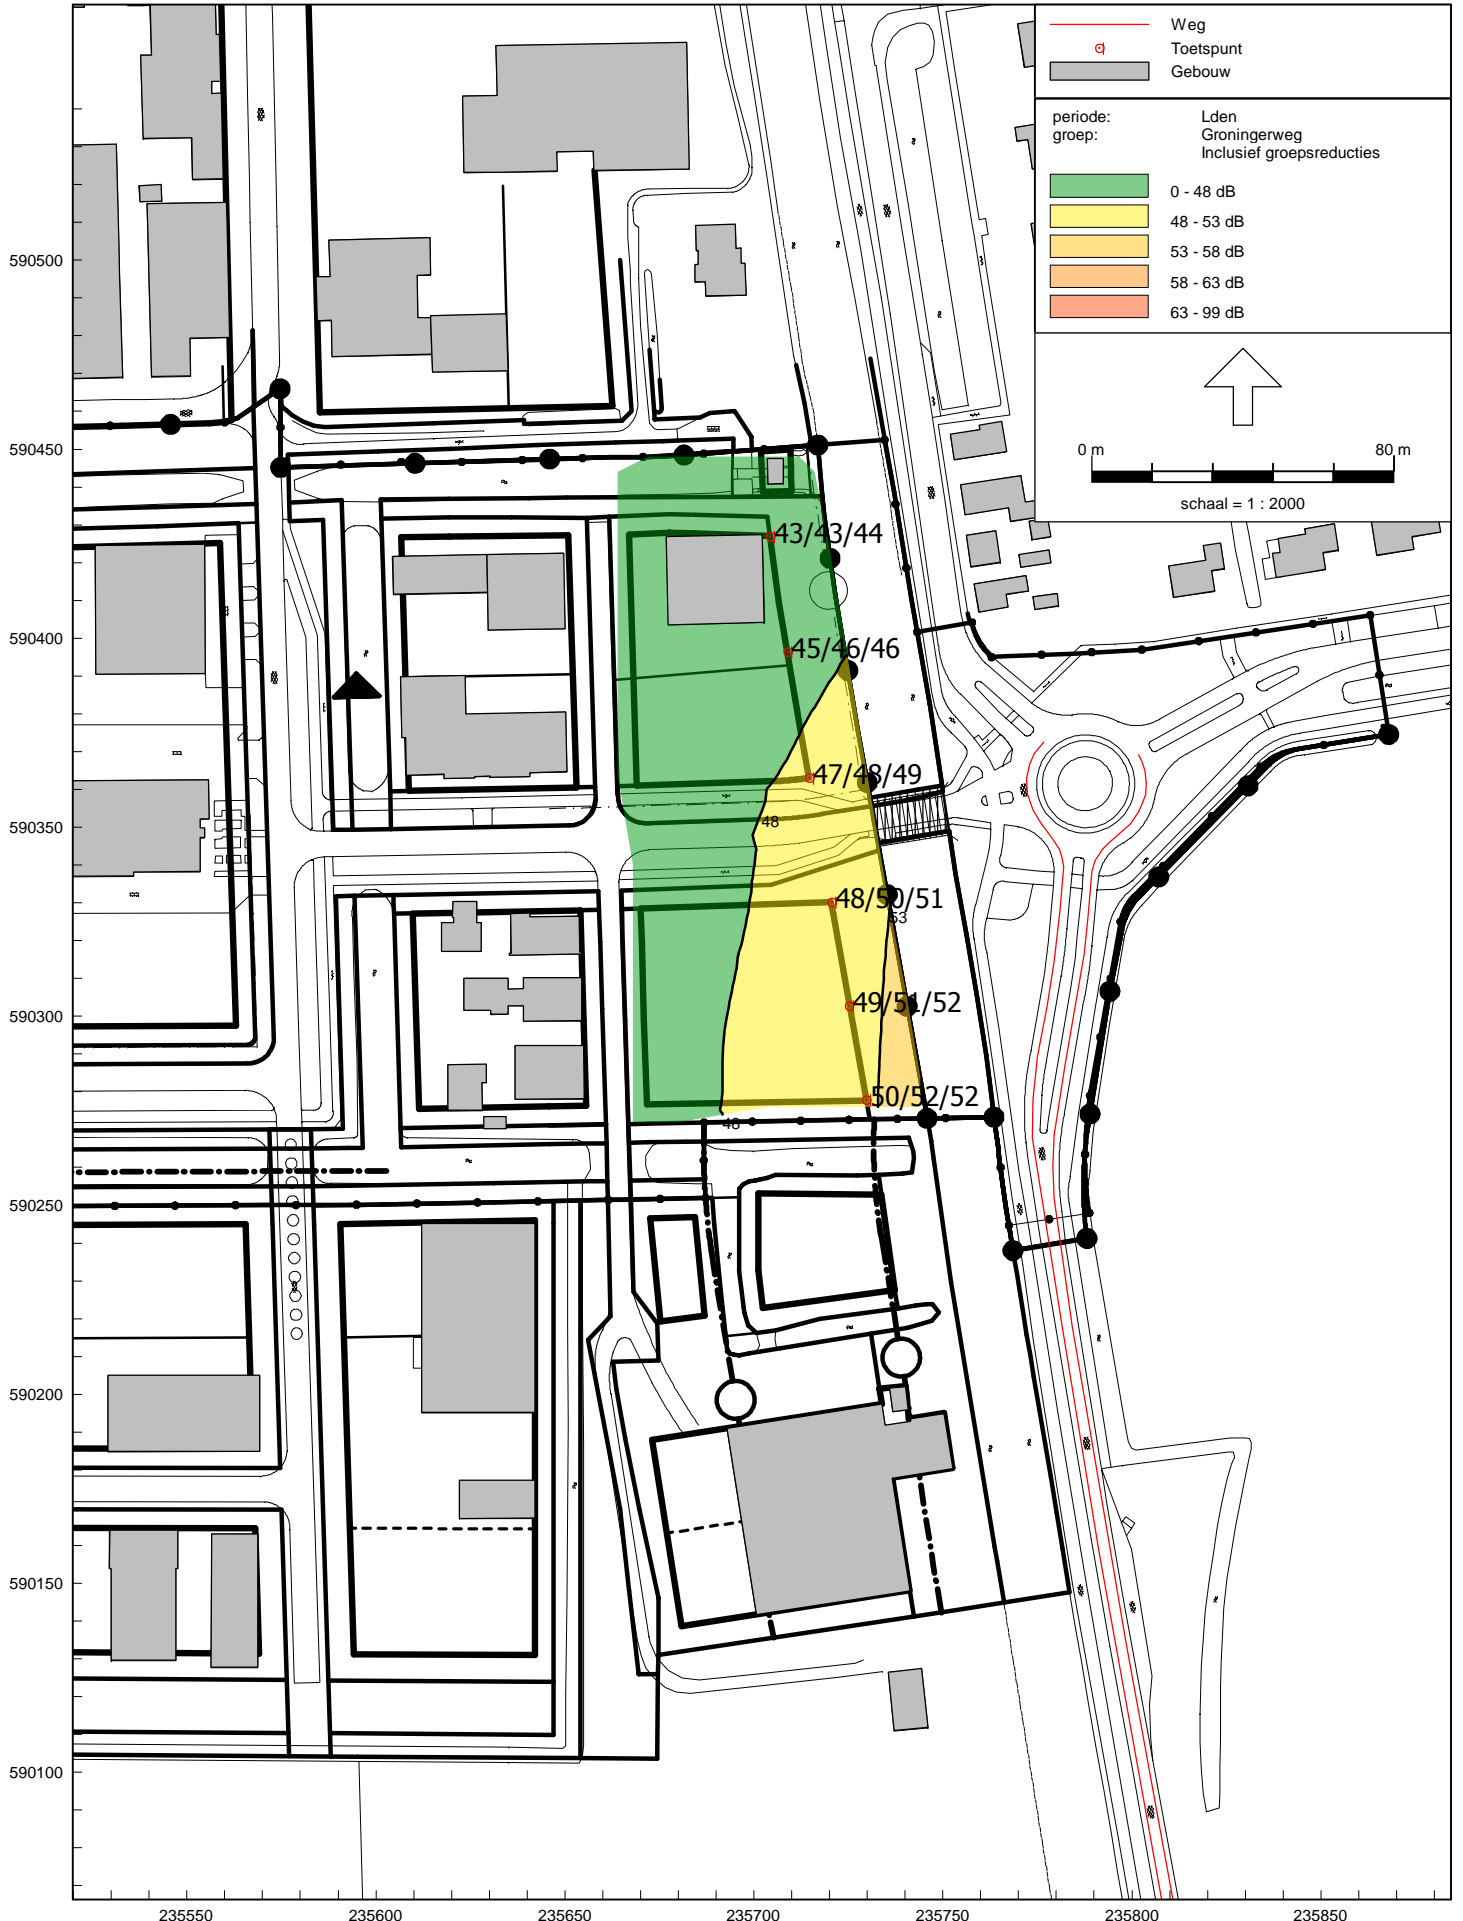 Weg
Toetspunt
Gebouw
periode: Lden
groep: Groningerweg
Inclusief groepsreducties
0 - 48 dB
48 - 53 dB
53 - 58 dB
58 - 63 dB
63 - 99 dB
0 m 80 m
schaal = 1 : 2000
590500
590450
590400
590350
590300
590250
590200
590150
590100
43/43/44
45/46/46
47/48/49
48
48/50/51
53
49/51/52
50/52/52
48
235550 235600 235650 235700 235750 235800 235850